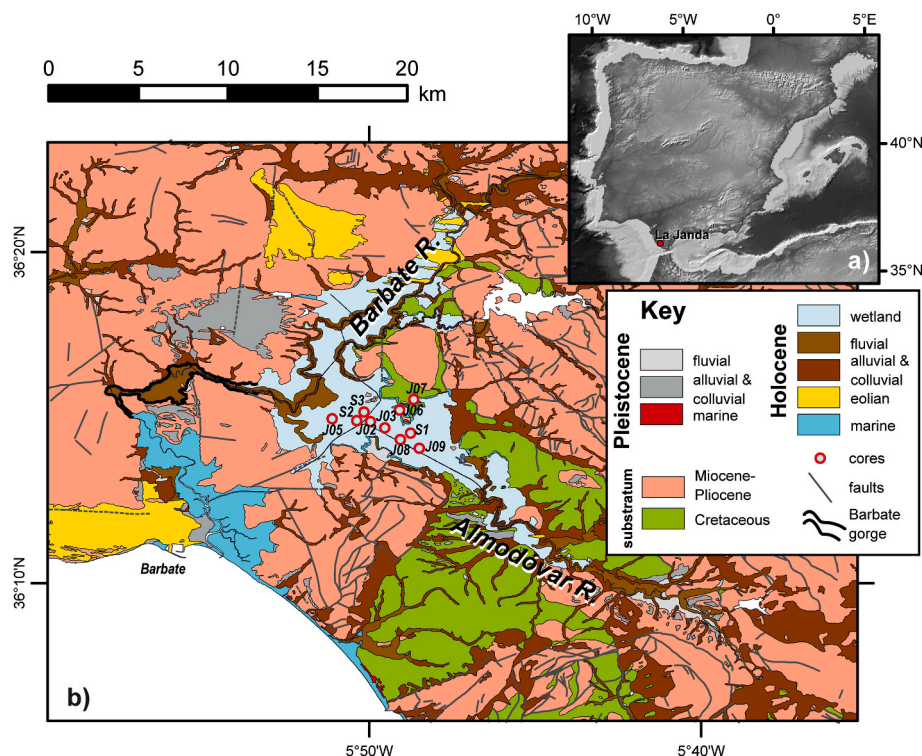 10°W 5°W 0° 5°E
0 5 10 15 20
km
40°N
35°N
La Janda
a)
36°20'N
36°10'N
Barbate R.
Almodovar R.
J07
S3
J06
S2
J03
J05
J02
S1
J08
J09
Barbate
b)
5°50'W
5°40'W
Key
Pleistocene
fluvial
alluvial &
colluvial
marine
Holocene
wetland
fluvial
alluvial &
colluvial
eolian
marine
substratum
Miocene-
Pliocene
Cretaceous
cores
faults
Barbate
gorge